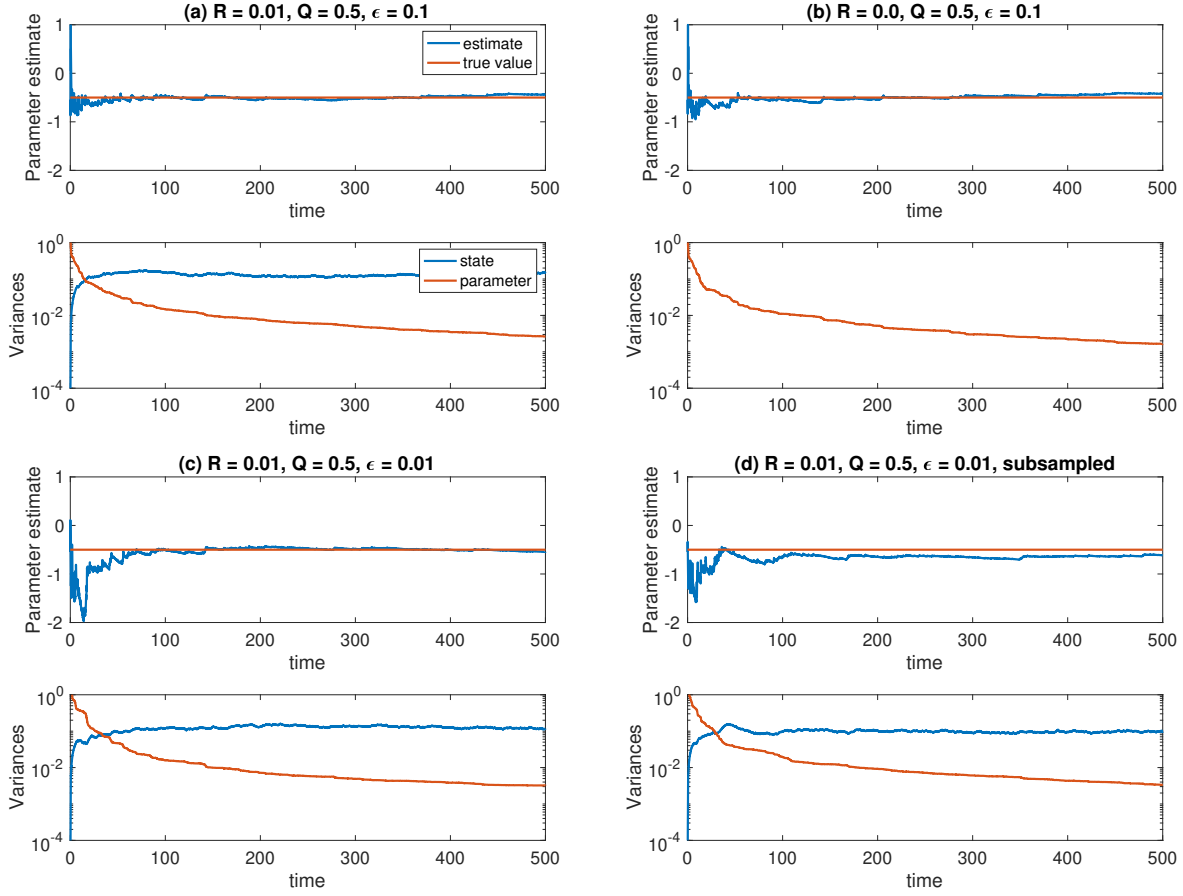 (a) R = 0.01, Q = 0.5, ϵ = 0.1
Parameter estimate
1
0
-1
-2
estimate
true value
0 100 200 300 400 500
time
Variances
10^0
10^-2
10^-4
state
parameter
0 100 200 300 400 500
time
(b) R = 0.0, Q = 0.5, ϵ = 0.1
Parameter estimate
1
0
-1
-2
0 100 200 300 400 500
time
Variances
10^0
10^-2
10^-4
0 100 200 300 400 500
time
(c) R = 0.01, Q = 0.5, ϵ = 0.01
Parameter estimate
1
0
-1
-2
0 100 200 300 400 500
time
Variances
10^0
10^-2
10^-4
0 100 200 300 400 500
time
(d) R = 0.01, Q = 0.5, ϵ = 0.01, subsampled
Parameter estimate
1
0
-1
-2
0 100 200 300 400 500
time
Variances
10^0
10^-2
10^-4
0 100 200 300 400 500
time